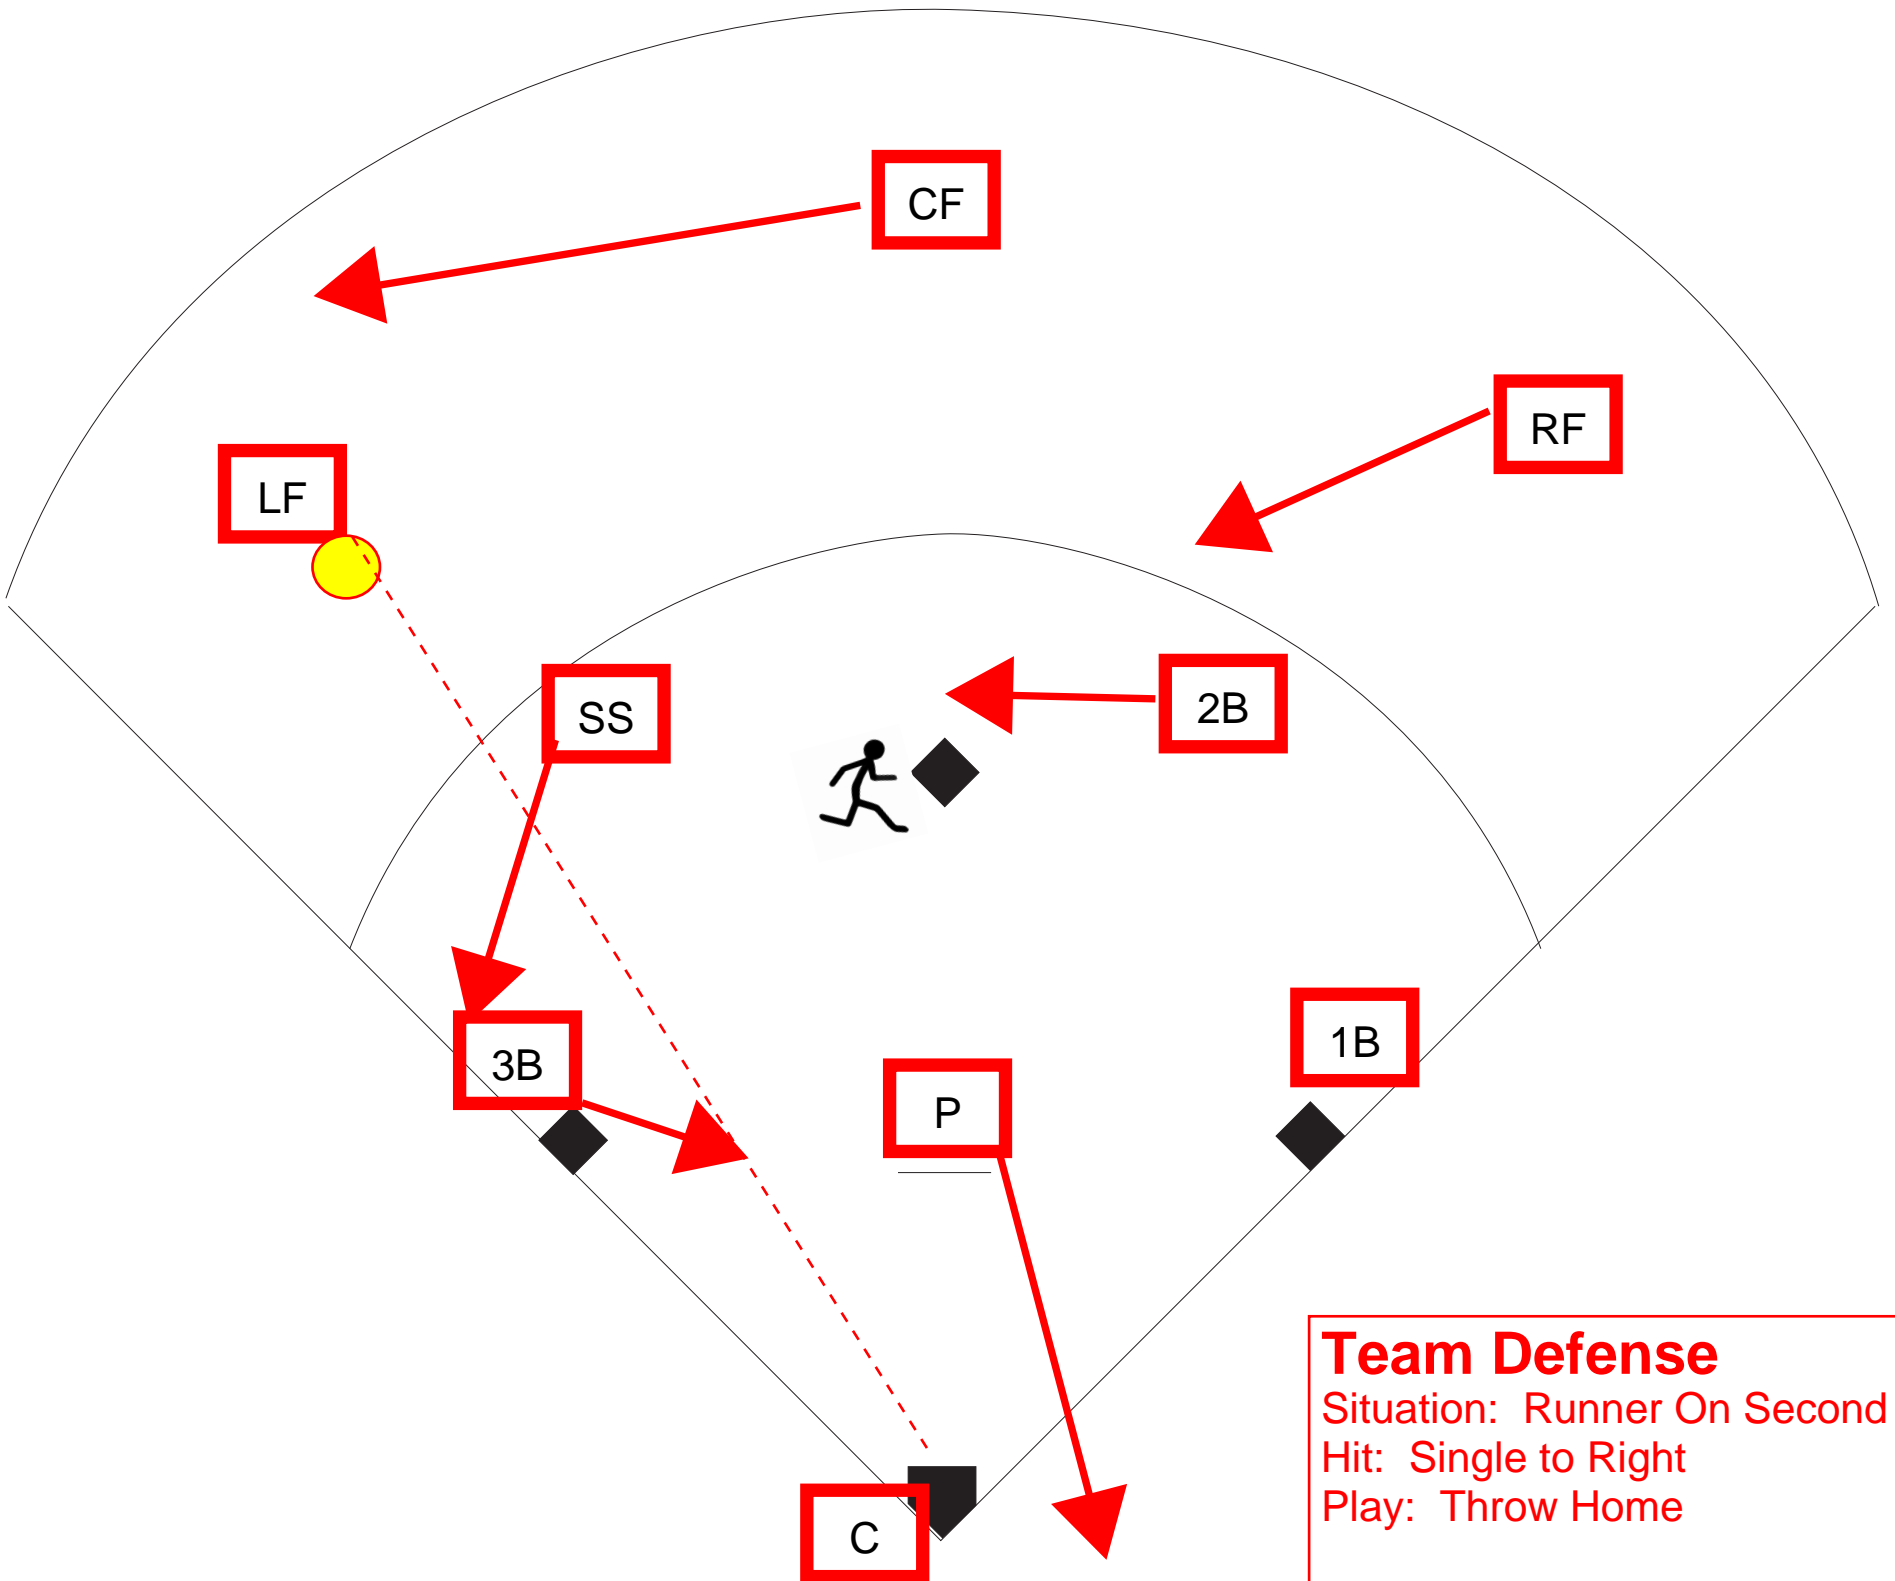 CF
RF
LF
SS
2B
3B
1B
P
C
Team Defense
Situation:  Runner On Second
Hit:  Single to Right
Play:  Throw Home